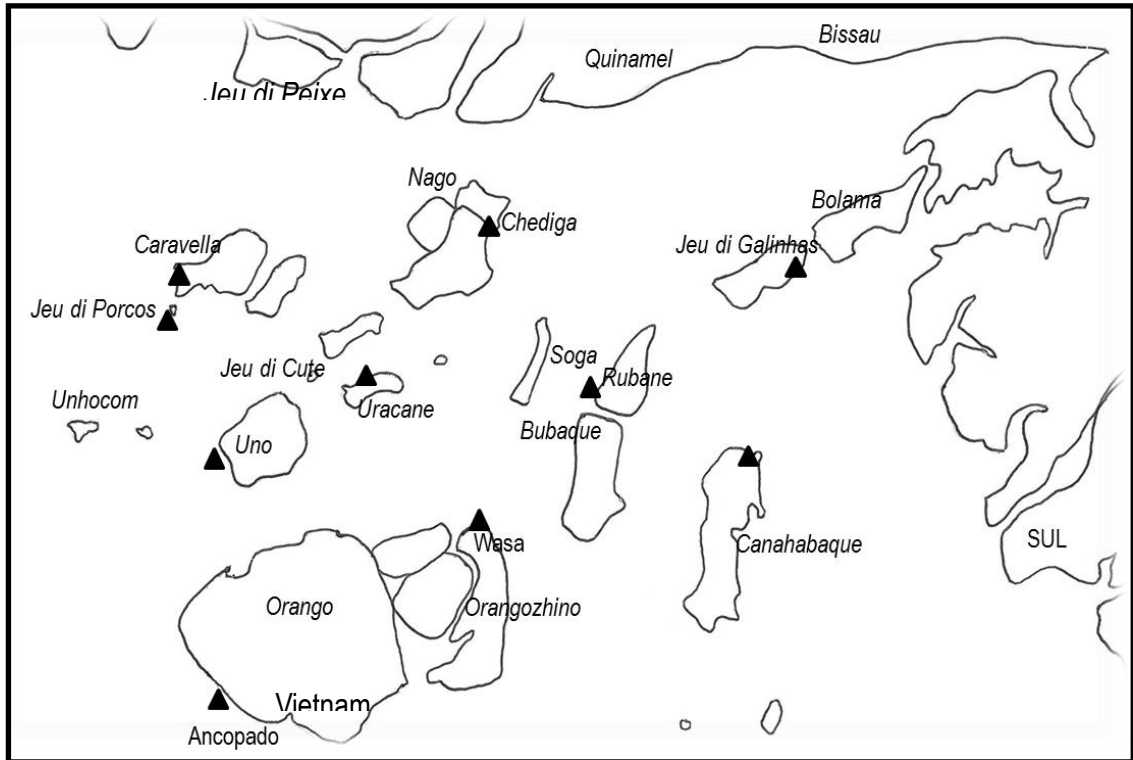 Bissau
Quinamel
Jeu di Peixe
Nago
Bolama
Chediga
Caravella
Jeu di Galinhas
Jeu di Porcos
Soga
Jeu di Cute
Rubane
Unhocom
Uracane
Bubaque
Uno
Wasa
Canahabaque
SUL
Orango
Orangozhino
Vietnam
Ancopado